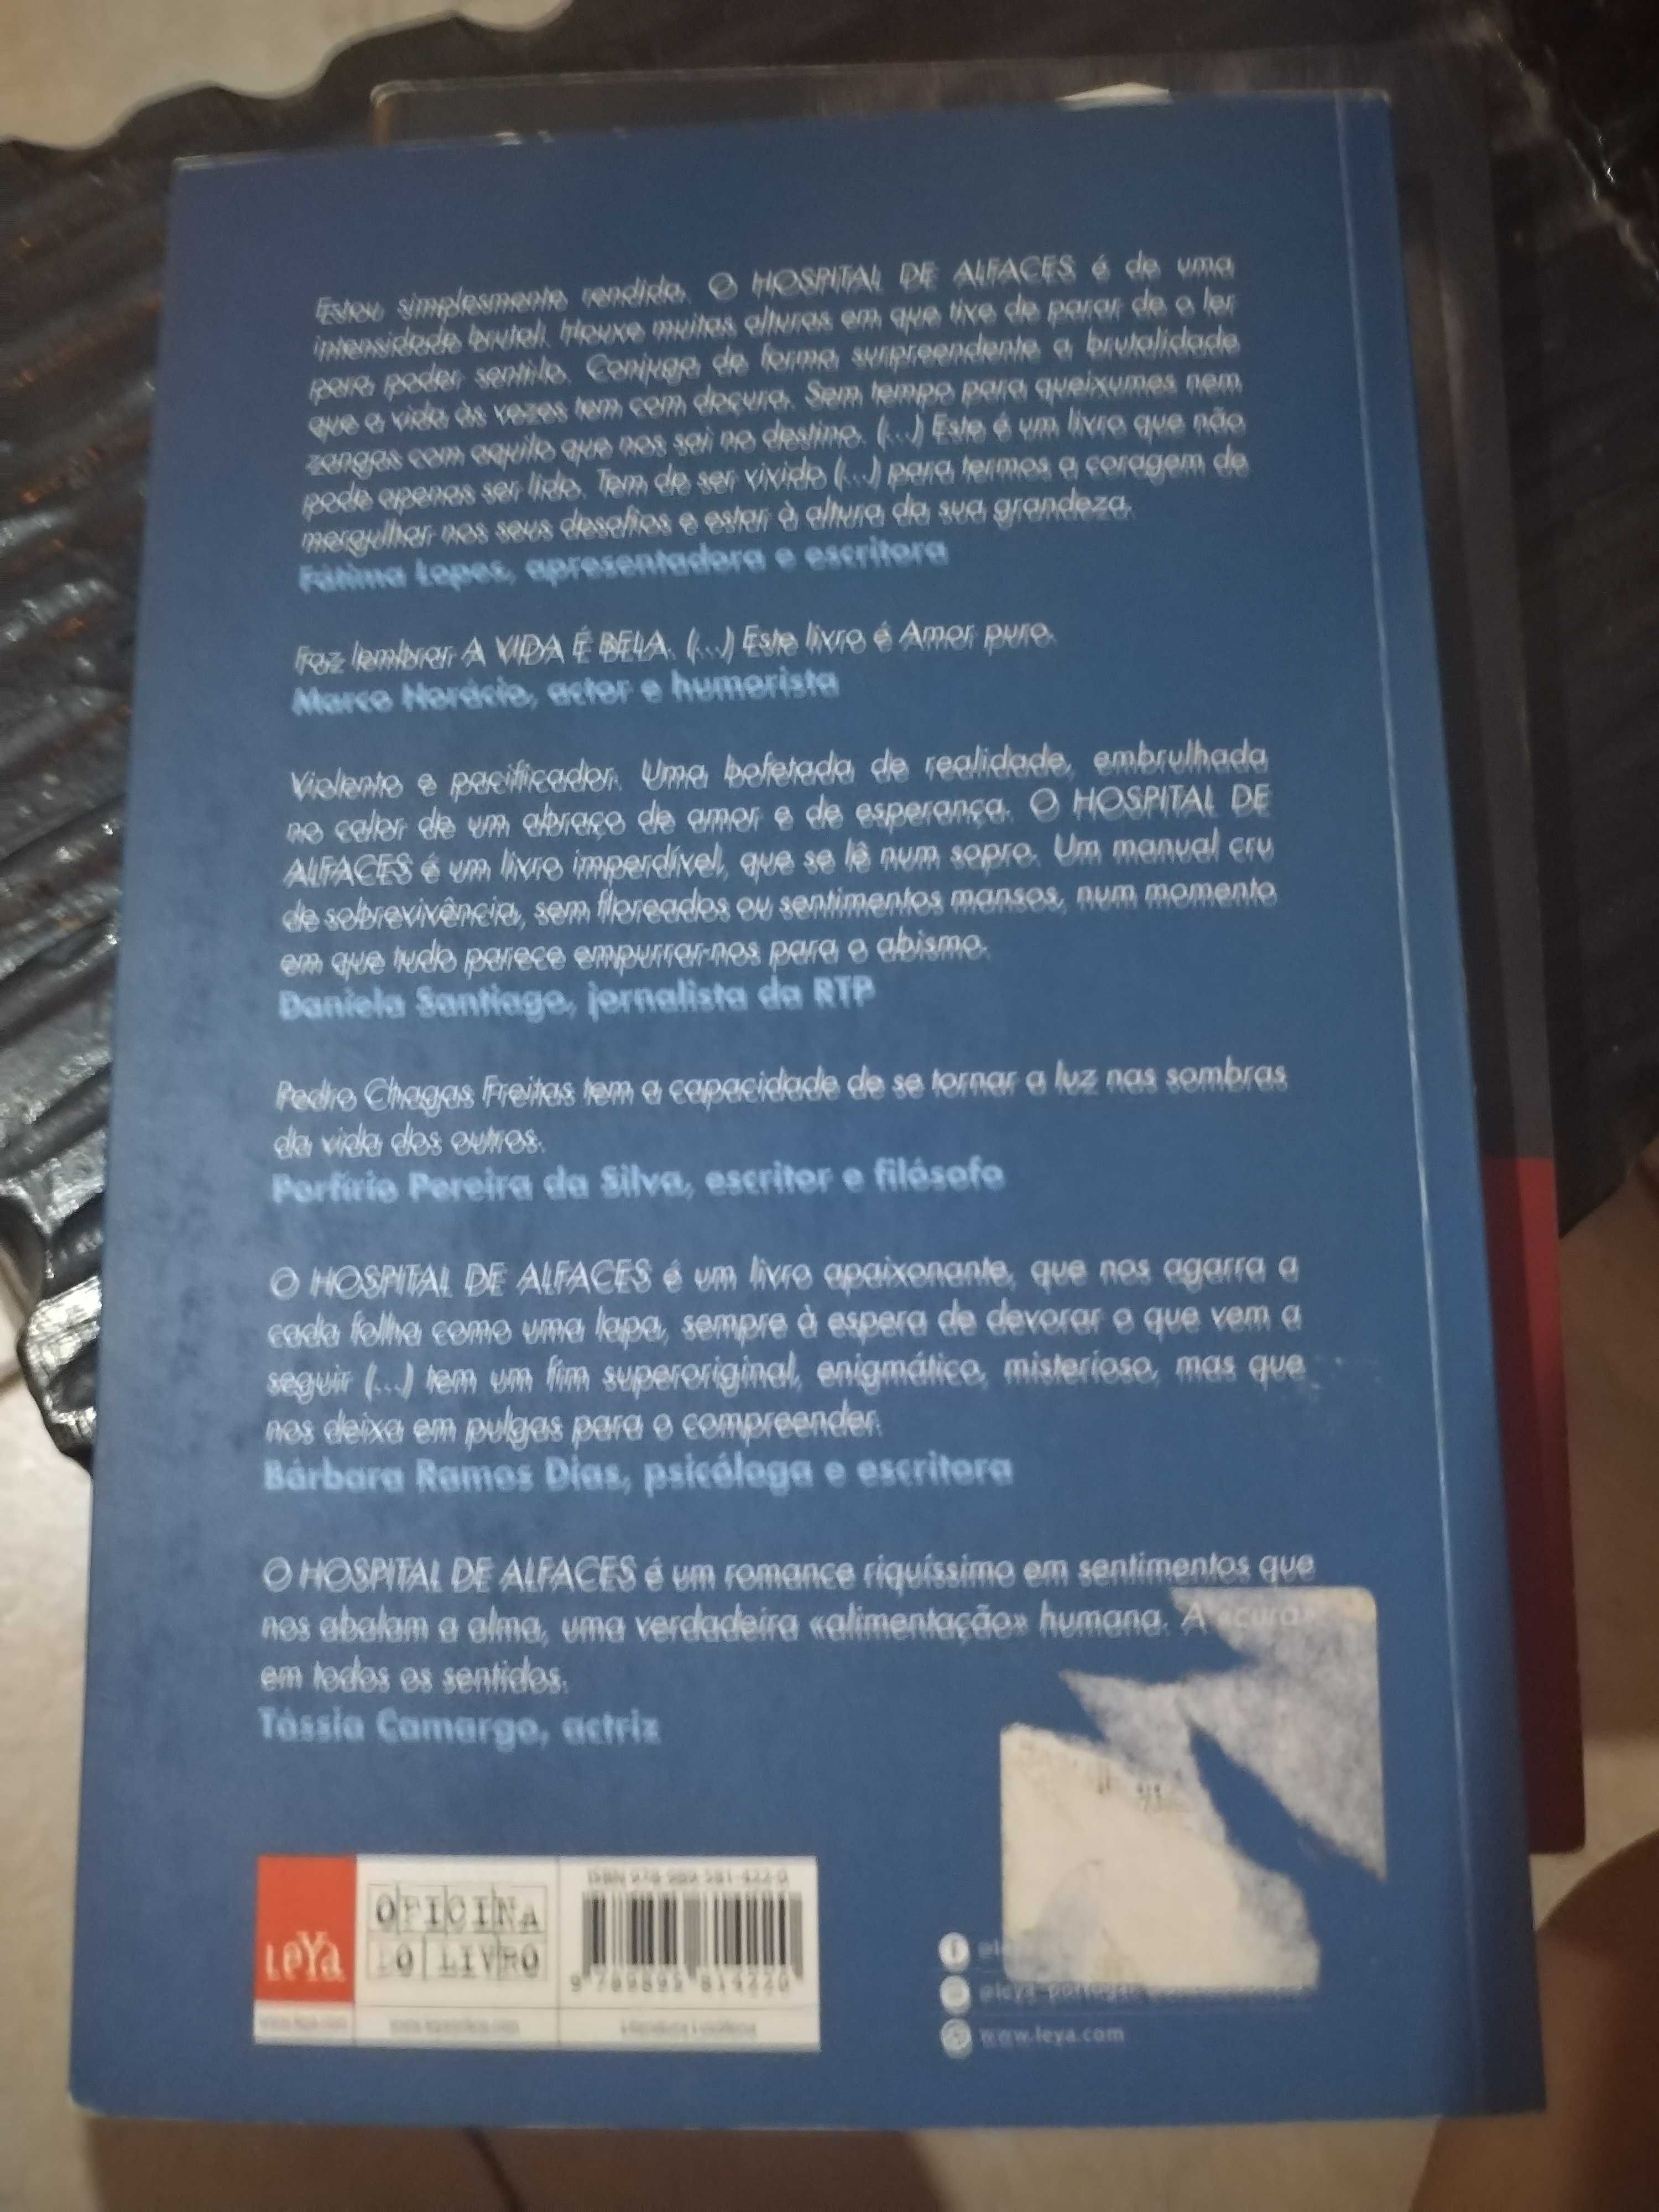 Estou simplesmente rendida. O HOSPITAL DE ALFACES é de uma
intensidade brutal. Houve muitas alturas em que tive de parar de o ler
para poder senti-lo. Conjuga de forma surpreendente a brutalidade
que a vida às vezes tem com doçura. Sem tempo para queixumes nem
zangas com aquilo que nos sai no destino. (...) Este é um livro que não
pode apenas ser lido. Tem de ser vivido (...) para termos a coragem de
mergulhar nos seus desafios e estar à altura da sua grandeza.
Fátima Lopes, apresentadora e escritora
Faz lembrar A VIDA É BELA. (...) Este livro é Amor puro.
Marco Horácio, actor e humorista
Violento e pacificador. Uma bofetada de realidade, embrulhada
no calor de um abraço de amor e de esperança. O HOSPITAL DE
ALFACES é um livro imperdível, que se lê num sopro. Um manual cru
de sobrevivência, sem floreados ou sentimentos mansos, num momento
em que tudo parece empurrar-nos para o abismo.
Daniela Santiago, jornalista da RTP
Pedro Chagas Freitas tem a capacidade de se tornar a luz nas sombras
da vida dos outros.
Porfírio Pereira da Silva, escritor e filósofo
O HOSPITAL DE ALFACES é um livro apaixonante, que nos agarra a
cada folha como uma lapa, sempre à espera de devorar o que vem a
seguir (...) tem um fim superoriginal, enigmático, misterioso, mas que
nos deixa em pulgas para o compreender.
Bárbara Ramos Dias, psicóloga e escritora
O HOSPITAL DE ALFACES é um romance riquíssimo em sentimentos que
nos abalam a alma, uma verdadeira «alimentação» humana. A «cura»
em todos os sentidos.
Tássia Camargo, actriz
LEYA
OFICINA
DO LIVRO
ISBN 978-989-581-422-0
9 789895 814220
www.leya.com